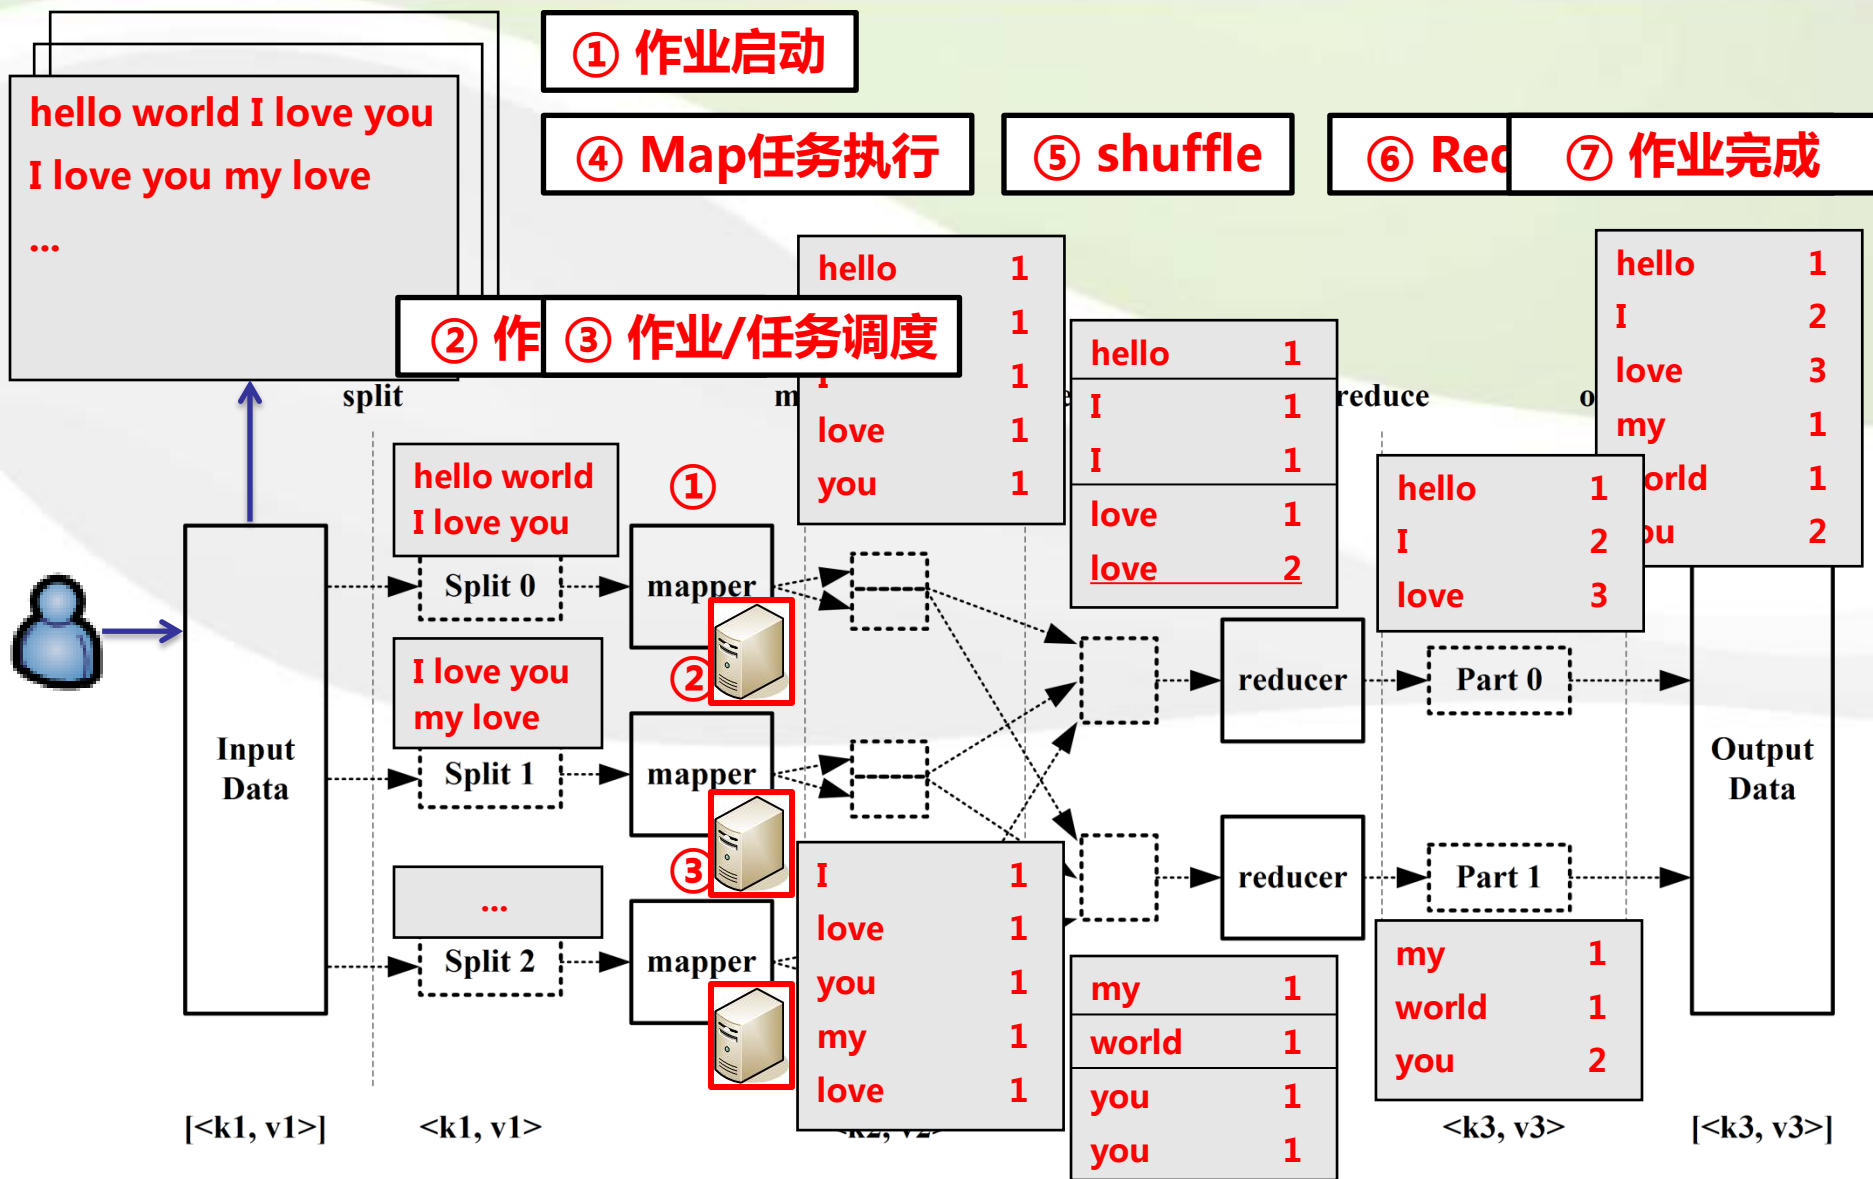 ① 作业启动
hello world I love you
I love you my love
...
④ Map任务执行
⑤ shuffle
⑥
⑦ 作业完成
② 作
③ 作业/任务调度
hello 1
1
I 1
love 1
you 1
hello 1
I 1
I 1
love 1
love 2
hello 1
I 2
love 3
my 1
1
2
split
reduce
hello world
I love you
①
hello 1
I 2
love 3
Split 0
mapper
I love you
my love
②
reducer
Part 0
Input
Data
Split 1
mapper
Output
Data
③
...
I 1
love 1
you 1
my 1
love 1
reducer
Part 1
Split 2
mapper
my 1
world 1
you 1
you 1
my 1
world 1
you 2
[<k1, v1>]
<k1, v1>
<k3, v3>
[<k3, v3>]